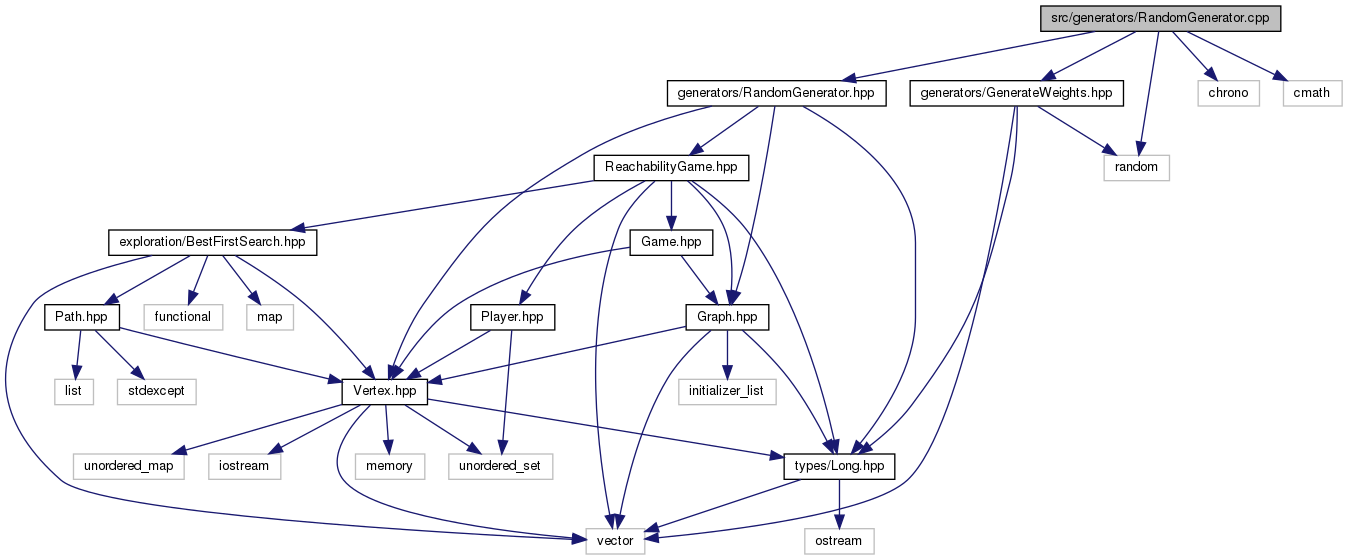 src/generators/RandomGenerator.cpp
generators/RandomGenerator.hpp
generators/GenerateWeights.hpp
chrono
cmath
ReachabilityGame.hpp
random
exploration/BestFirstSearch.hpp
Game.hpp
Path.hpp
functional
map
Player.hpp
Graph.hpp
list
stdexcept
Vertex.hpp
initializer_list
unordered_map
iostream
memory
unordered_set
types/Long.hpp
vector
ostream